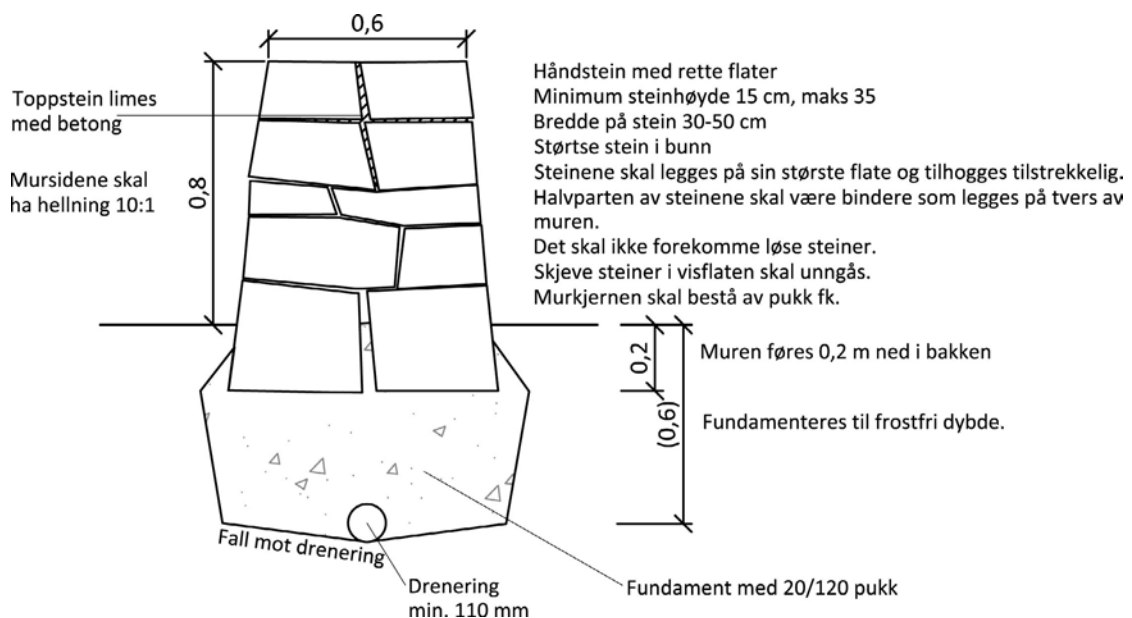 0,6
Toppstein limes
med betong
Mursidene skal
ha hellning 10:1
0,8
Håndstein med rette flater
Minimum steinhøyde 15 cm, maks 35
Bredde på stein 30-50 cm
Størtse stein i bunn
Steinene skal legges på sin største flate og tilhogges tilstrekkelig.
Halvparten av steinene skal være bindere som legges på tvers av
muren.
Det skal ikke forekomme løse steiner.
Skjeve steiner i visflaten skal unngås.
Murkjernen skal bestå av pukk fk.
0,2
Muren føres 0,2 m ned i bakken
(0,6)
Fundamenteres til frostfri dybde.
Fall mot drenering
Drenering
min. 110 mm
Fundament med 20/120 pukk